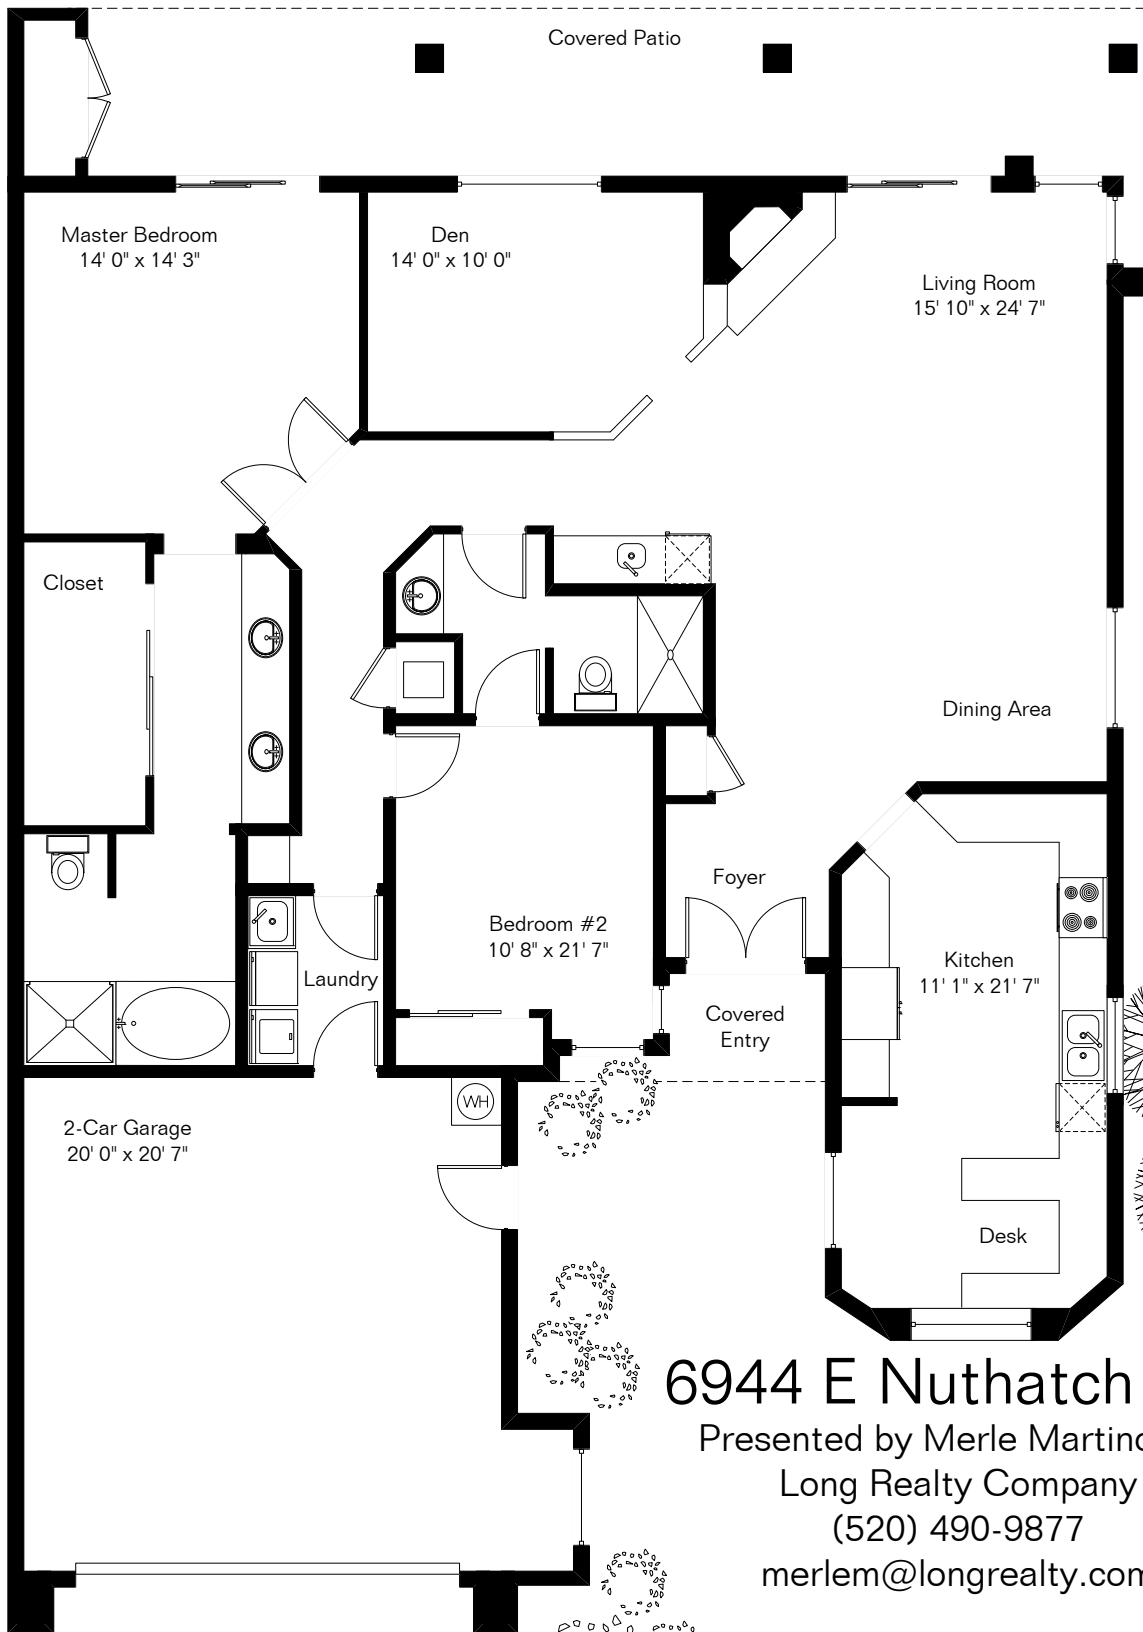 Covered Patio
Master Bedroom
14' 0" x 14' 3"
Den
14' 0" x 10' 0"
Living Room
15' 10" x 24' 7"
Closet
Dining Area
Foyer
Bedroom #2
10' 8" x 21' 7"
Laundry
Kitchen
11' 1" x 21' 7"
Covered
Entry
WH
2-Car Garage
20' 0" x 20' 7"
Desk
6944 E Nuthatch
Presented by Merle
Long Realty Company
(520) 490-9877
merlem@longrealty.com